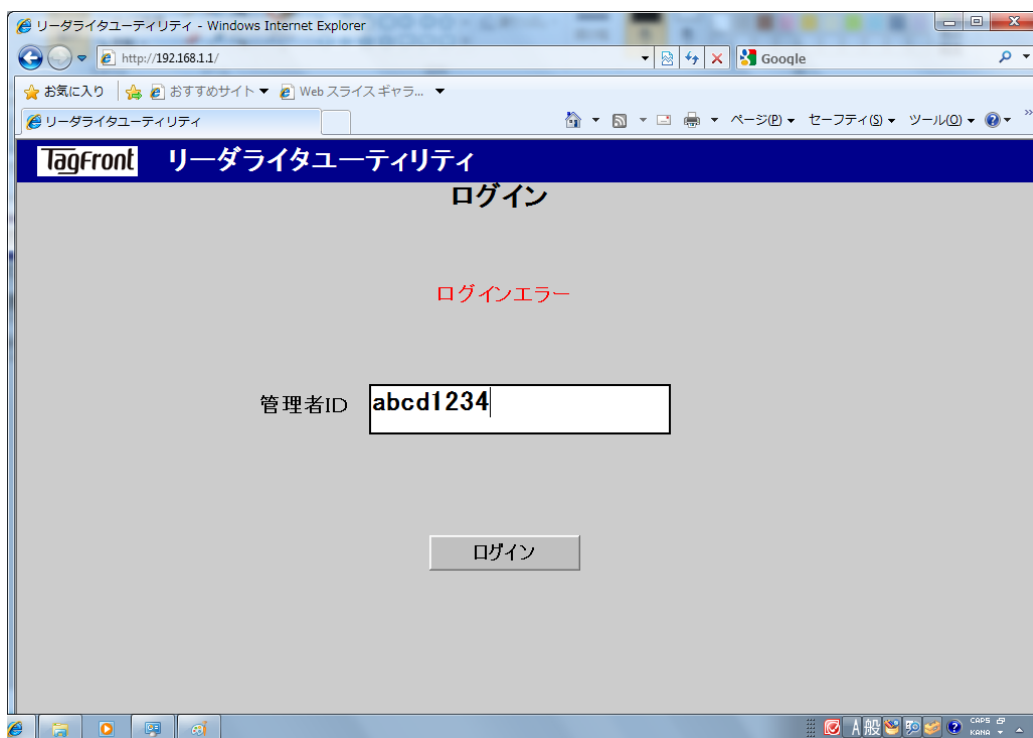 リーダライタユーティリティ - Windows Internet Explorer
http://192.168.1.1/
Google
お気に入り おすすめサイト Web スライス ギャラ...
リーダライタユーティリティ
ページ(P) セーフティ(S) ツール(O)
TagFront リーダライタユーティリティ
ログイン
ログインエラー
管理者ID abcd1234
ログイン
A 般 CAPS
KANA